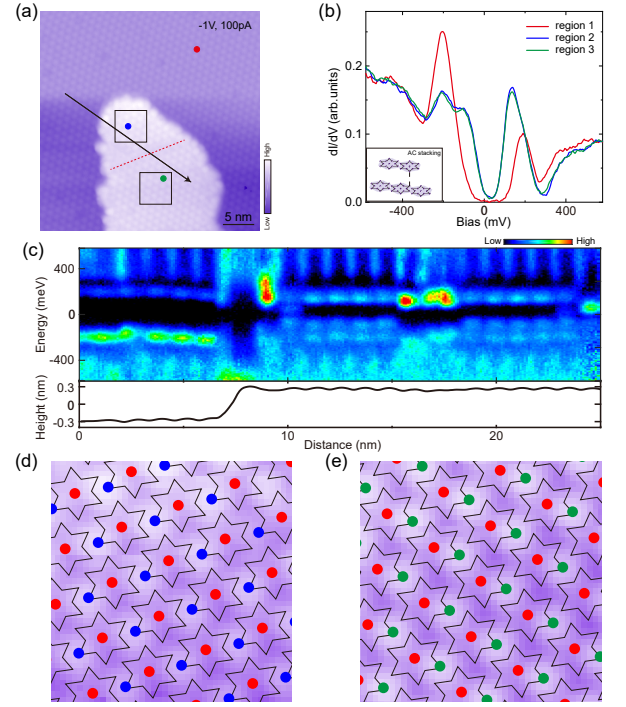 (a)
-1V, 100pA
5 nm
High
Low
(b)
region 1
region 2
region 3
dI/dV (arb.units)
0.2
0.1
0.0
AC stacking
-400
0
400
Bias (mV)
(c)
Low
High
Energy (meV)
400
0
-400
Height (nm)
0.3
0
-0.3
0
10
20
Distance (nm)
(d)
(e)